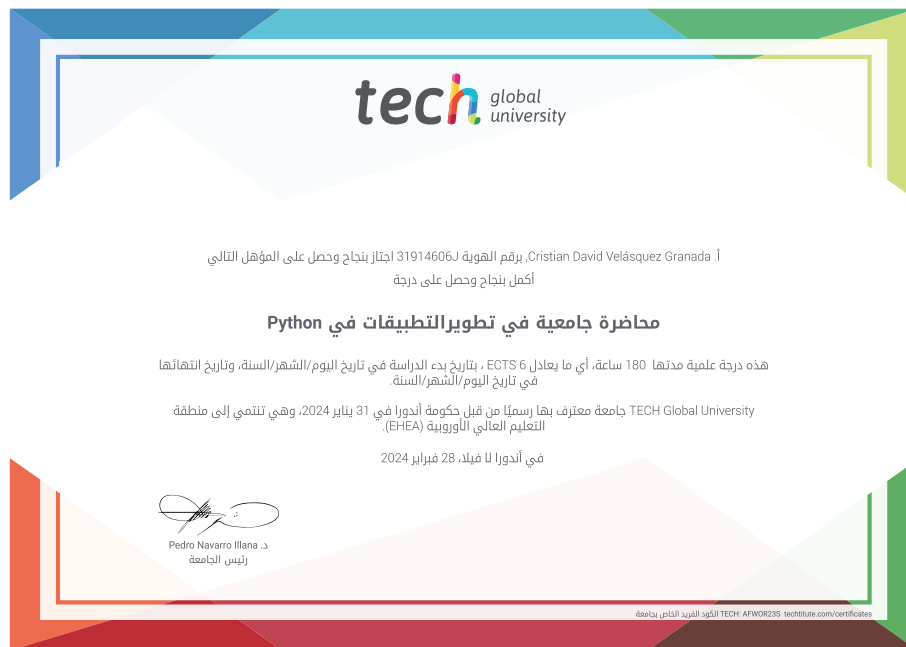 tech global university
أ. Cristian David Velásquez Granada, برقم الهوية 31914606J اجتاز بنجاح وحصل على المؤهل التالي
أكمل بنجاح وحصل على درجة
محاضرة جامعية في تطويرالتطبيقات في Python
هذه درجة علمية مدتها 180 ساعة، أي ما يعادل 6 ECTS ، بتاريخ بدء الدراسة في تاريخ اليوم/الشهر/السنة، وتاريخ انتهائها
في تاريخ اليوم/الشهر/السنة.
TECH Global University جامعة معترف بها رسميًا من قبل حكومة أندورا في 31 يناير 2024، وهي تنتمي إلى منطقة
التعليم العالي الأوروبية (EHEA).
في أندورا لا فيلا، 28 فبراير 2024
د. Pedro Navarro Illana
رئيس الجامعة
الكود الفريد الخاص بجامعة TECH: AFWOR23S techtitute.com/certificates